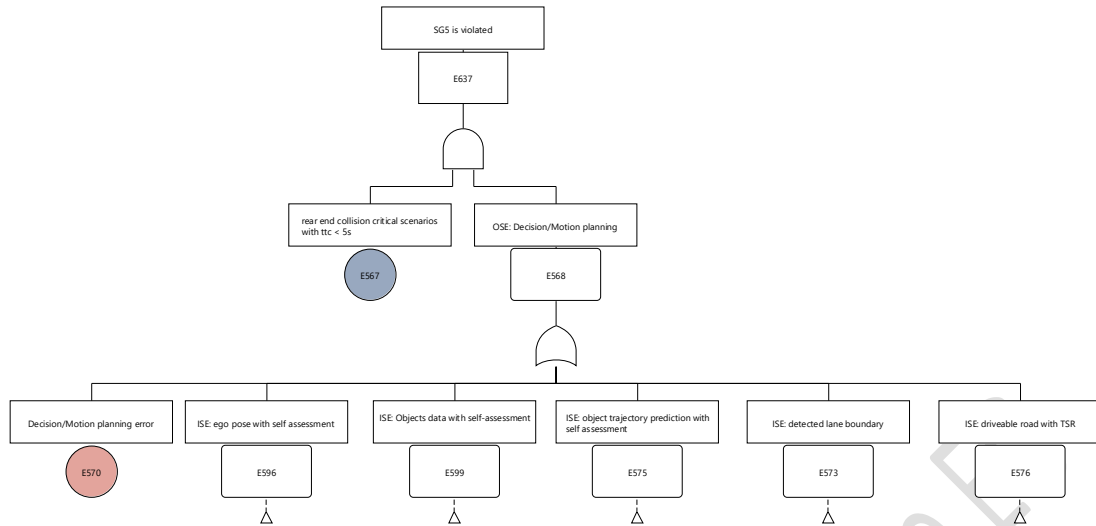 SG5 is violated
E637
rear end collision critical scenarios
with ttc < 5s
OSE: Decision/Motion planning
E567
E568
Decision/Motion planning error
ISE: ego pose with self assessment
ISE: Objects data with self-assessment
ISE: object trajectory prediction with
self assessment
ISE: detected lane boundary
ISE: driveable road with TSR
E570
E596
E599
E575
E573
E576